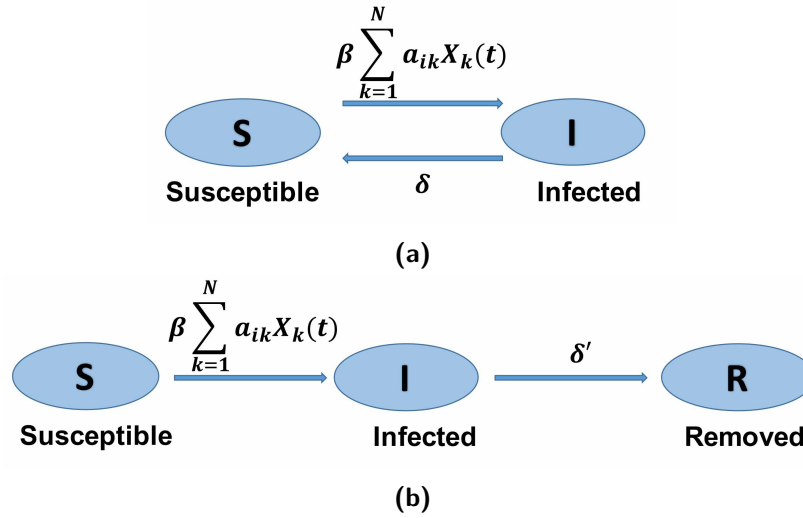 β ∑_{k=1}^{N} a_{ik} X_k(t)
S I
δ
Susceptible Infected
(a)
β ∑_{k=1}^{N} a_{ik} X_k(t)
δ′
S I R
Susceptible Infected Removed
(b)